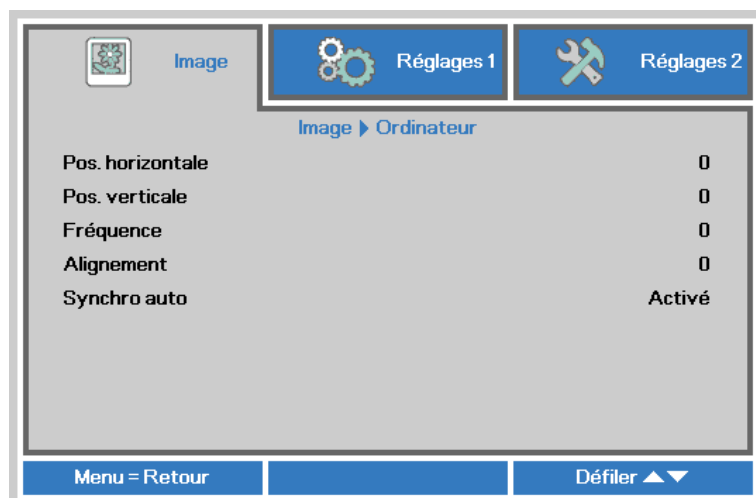 Image
Réglages 1
Réglages 2
Image Ordinateur
Pos. horizontale 0
Pos. verticale 0
Fréquence 0
Alignement 0
Synchro auto Activé
Menu = Retour
Défiler